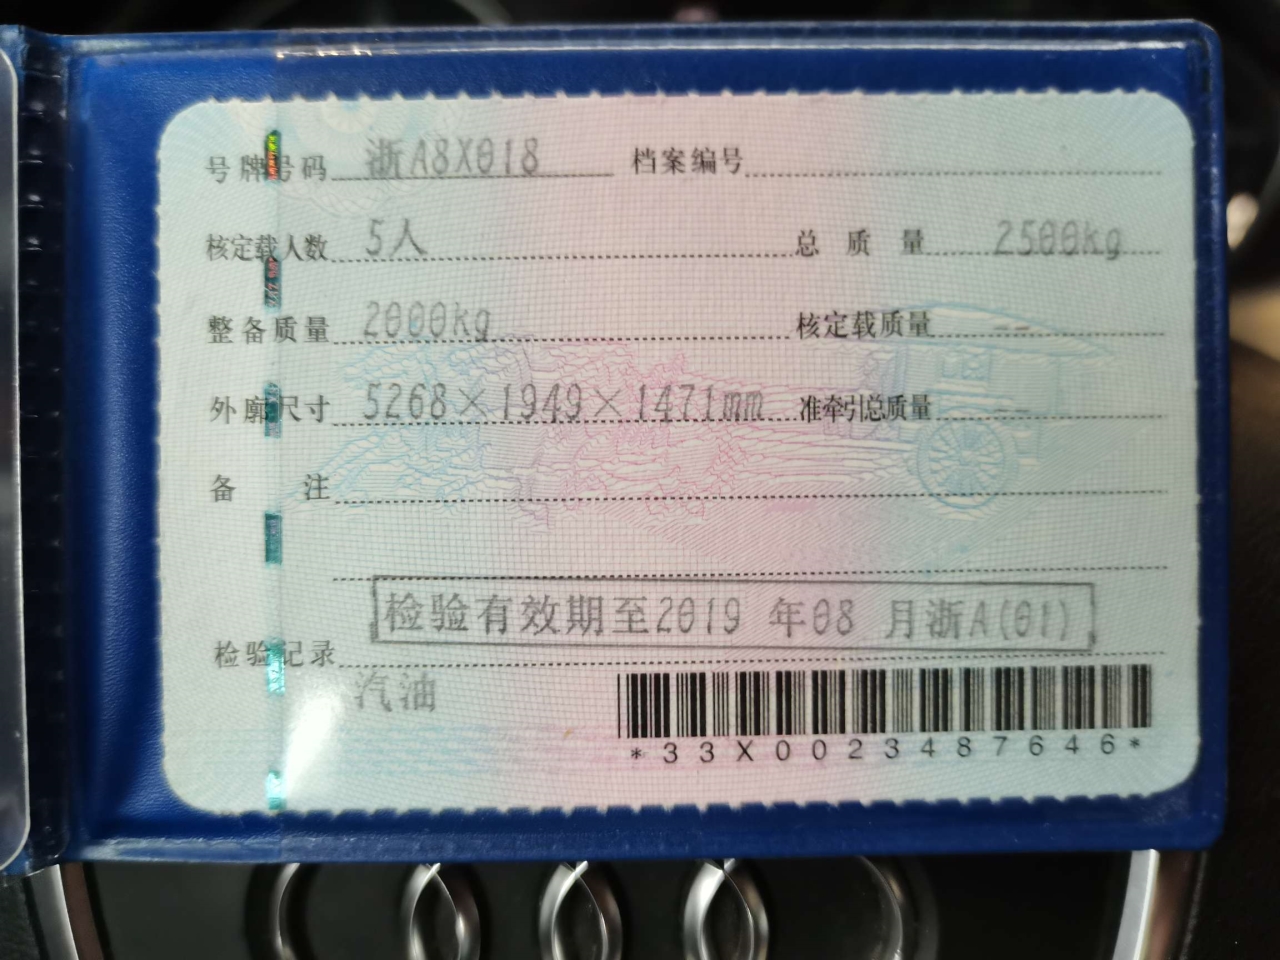 号牌号码 浙A8X018 档案编号
核定载人数 5人 总质量 2500kg
整备质量 2000kg 核定载质量 --
外廓尺寸 5268×1949×1471mm 准牵引总质量 --
备注
检验有效期至2019 年08 月浙A(01)
检验记录
汽油
*33X0023487646*